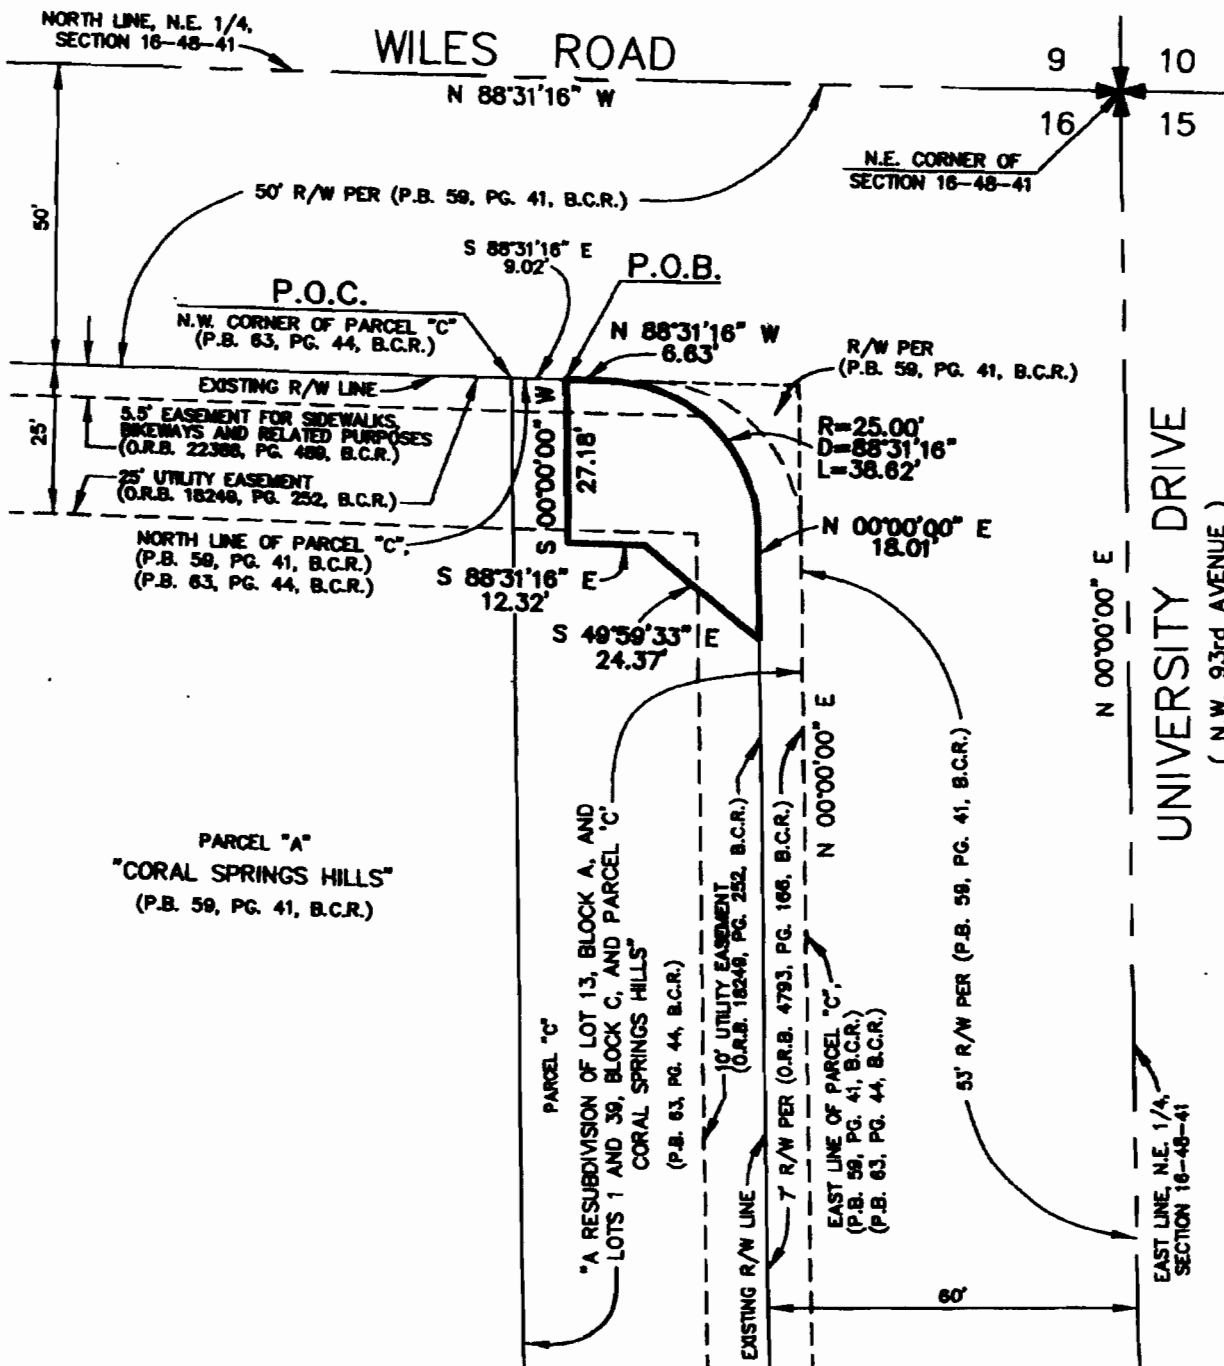 NORTH LINE, N.E. 1/4,
SECTION 16-48-41
WILES ROAD
N 88°31'16" W
9
10
16
15
N.E. CORNER OF
SECTION 16-48-41
50'
50' R/W PER (P.B. 59, PG. 41, B.C.R.)
S 88°31'16" E
9.02'
P.O.B.
P.O.C.
N.W. CORNER OF PARCEL "C"
(P.B. 63, PG. 44, B.C.R.)
N 88°31'16" W
6.63'
R/W PER
(P.B. 59, PG. 41, B.C.R.)
EXISTING R/W LINE
25'
5.5' EASEMENT FOR SIDEWALKS,
BIKEWAYS AND RELATED PURPOSES
(O.R.B. 22368, PG. 469, B.C.R.)
25' UTILITY EASEMENT
(O.R.B. 18249, PG. 252, B.C.R.)
S 00°00'00" W
27.18'
R=25.00'
D=88°31'16"
L=38.62'
NORTH LINE OF PARCEL "C",
(P.B. 59, PG. 41, B.C.R.)
(P.B. 63, PG. 44, B.C.R.)
N 00°00'00" E
18.01'
S 88°31'16" E
12.32'
S 49°59'33" E
24.37'
N 00°00'00" E
UNIVERSITY DRIVE
( N.W. 93rd AVENUE )
PARCEL "A"
"CORAL SPRINGS HILLS"
(P.B. 59, PG. 41, B.C.R.)
PARCEL "C"
"A RESUBDIVISION OF LOT 13, BLOCK A, AND
LOTS 1 AND 39, BLOCK C, AND PARCEL 'C'
CORAL SPRINGS HILLS"
(P.B. 63, PG. 44, B.C.R.)
10' UTILITY EASEMENT
(O.R.B. 18249, PG. 252, B.C.R.)
EXISTING R/W LINE
7' R/W PER (O.R.B. 4793, PG. 166, B.C.R.)
N 00°00'00" E
EAST LINE OF PARCEL "C",
(P.B. 59, PG. 41, B.C.R.)
(P.B. 63, PG. 44, B.C.R.)
53' R/W PER (P.B. 59, PG. 41, B.C.R.)
EAST LINE, N.E. 1/4,
SECTION 16-48-41
60'